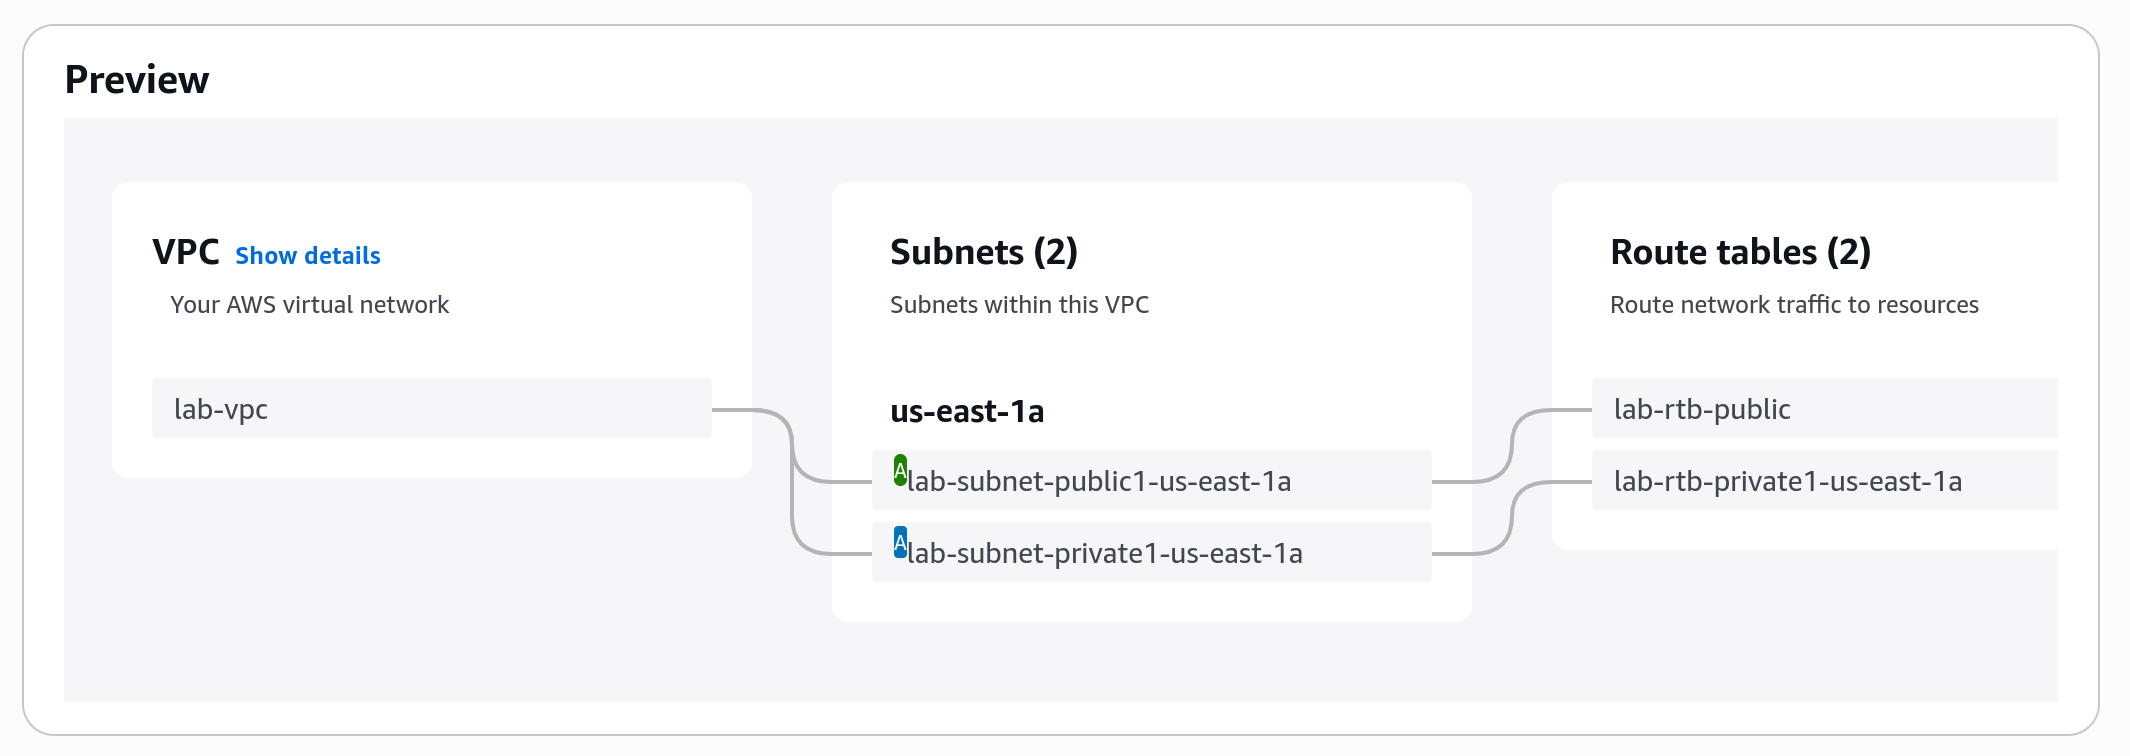 Preview
VPC Show details
Your AWS virtual network
lab-vpc
Subnets (2)
Subnets within this VPC
us-east-1a
A lab-subnet-public1-us-east-1a
A lab-subnet-private1-us-east-1a
Route tables (2)
Route network traffic to resources
lab-rtb-public
lab-rtb-private1-us-east-1a